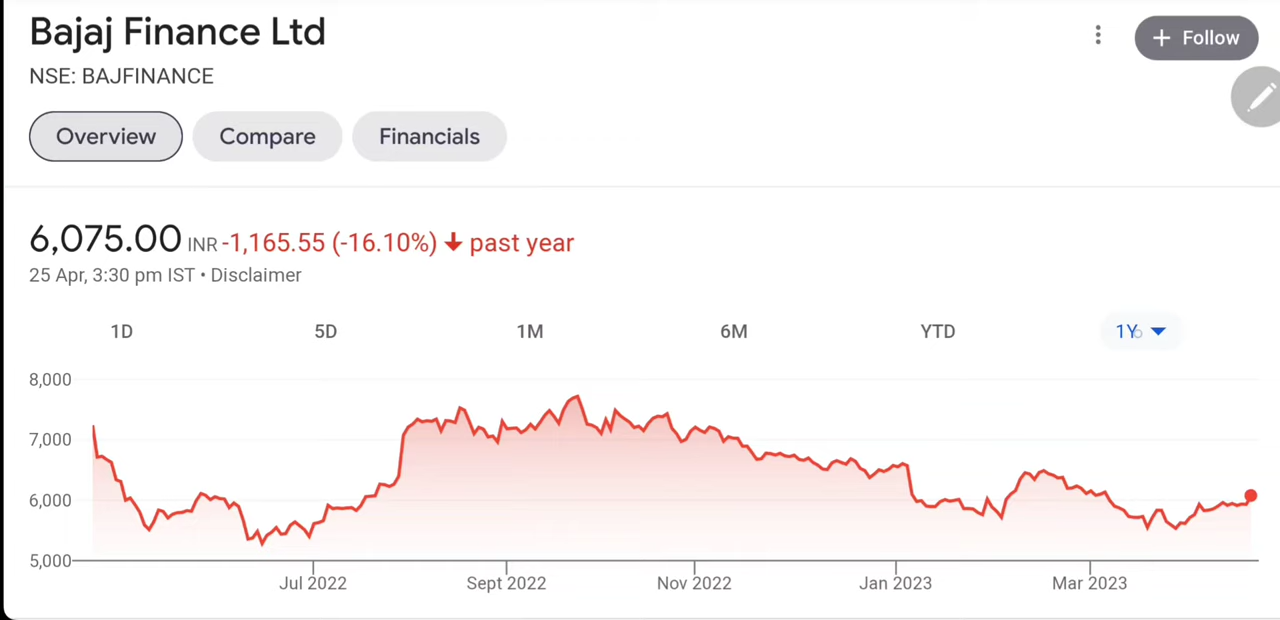 Bajaj Finance Ltd
+ Follow
NSE: BAJFINANCE
Overview Compare Financials
6,075.00 INR -1,165.55 (-16.10%) ↓ past year
25 Apr, 3:30 pm IST • Disclaimer
1D 5D 1M 6M YTD 1Y
8,000
7,000
6,000
5,000
Jul 2022 Sept 2022 Nov 2022 Jan 2023 Mar 2023